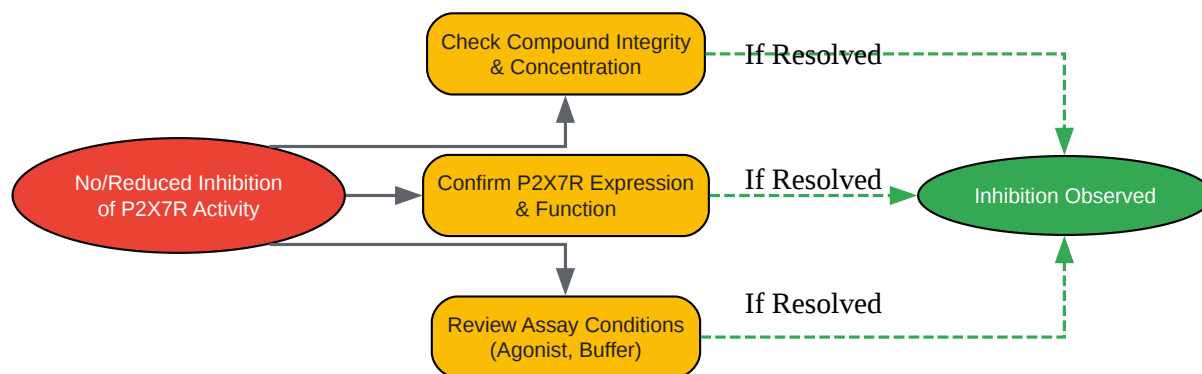 No/Reduced Inhibition
of P2X7R Activity
Check Compound Integrity
& Concentration
If Resolved
Confirm P2X7R Expression
& Function
If Resolved
Review Assay Conditions
(Agonist, Buffer)
If Resolved
Inhibition Observed